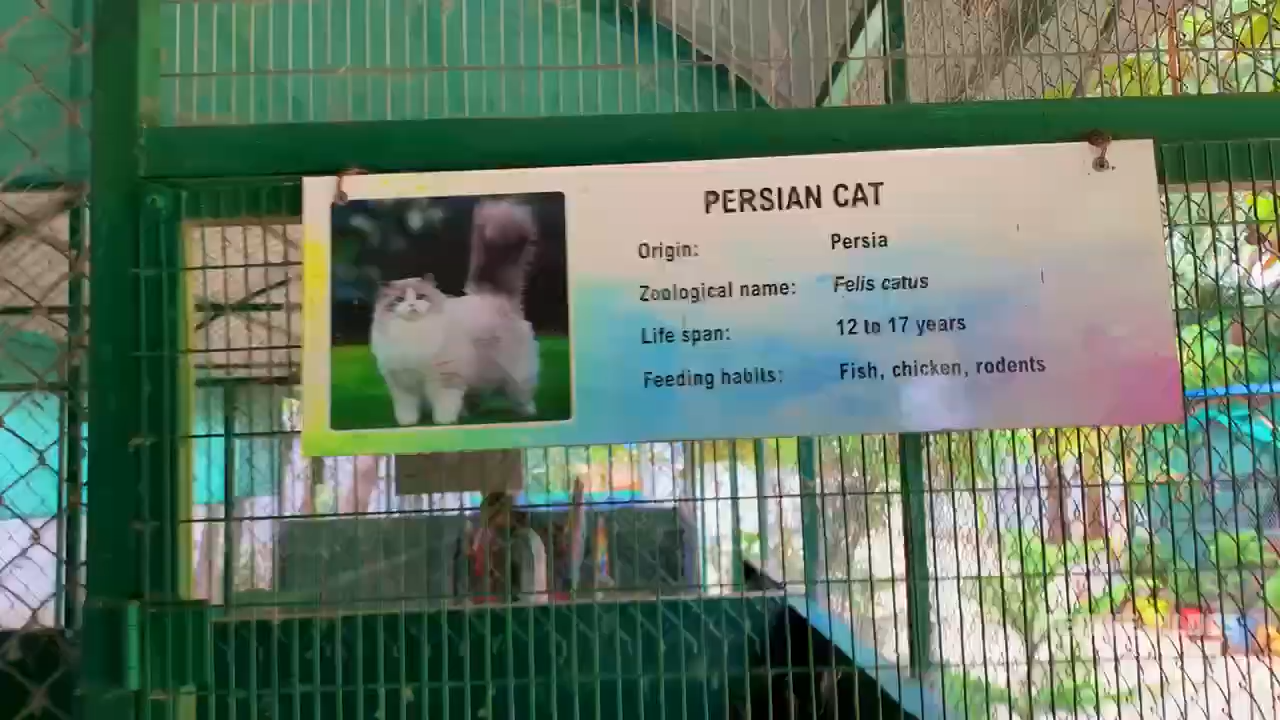 PERSIAN CAT
Origin: Persia
Zoological name: Felis catus
Life span: 12 to 17 years
Feeding habits: Fish, chicken, rodents